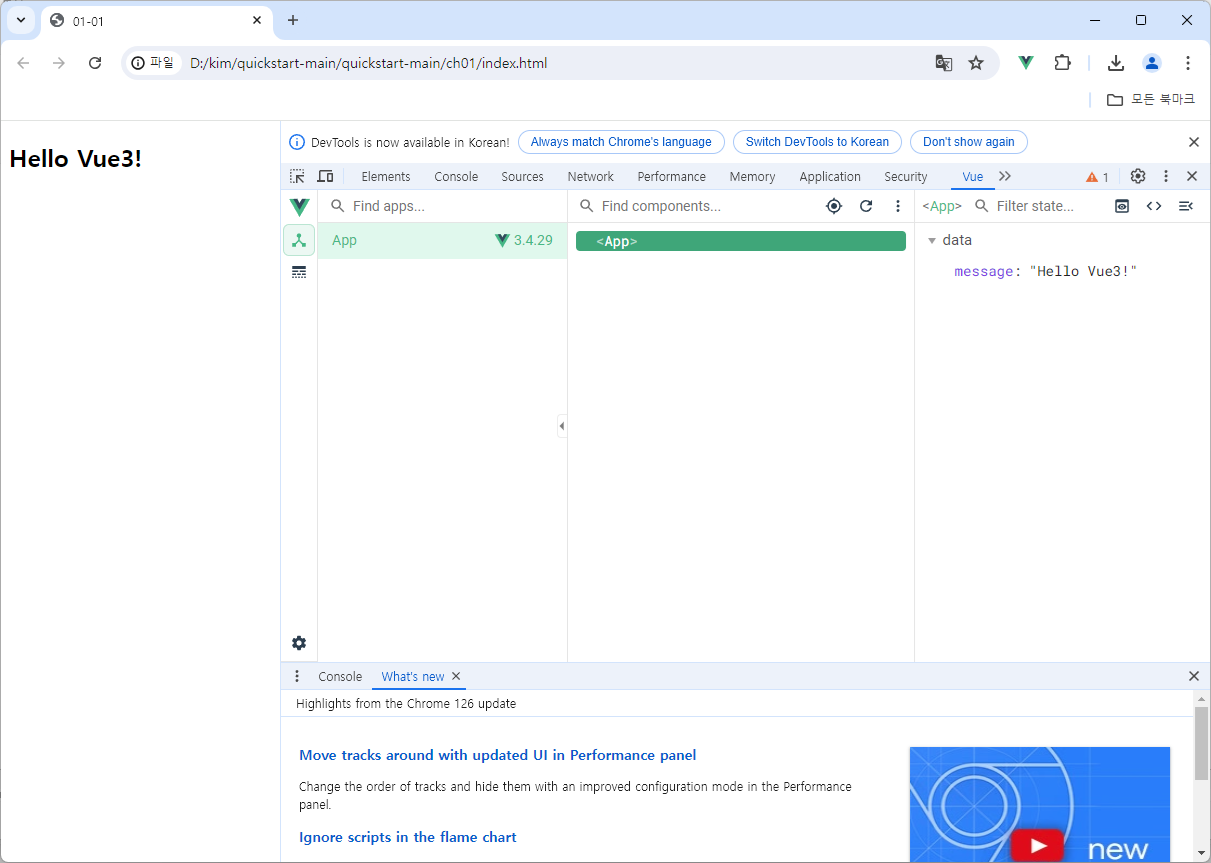 01-01
파일 D:/kim/quickstart-main/quickstart-main/ch01/index.html
모든 북마크
Hello Vue3!
DevTools is now available in Korean! Always match Chrome's language Switch DevTools to Korean Don't show again
Elements Console Sources Network Performance Memory Application Security Vue 1
Find apps... Find components... <App> Filter state...
App 3.4.29 <App> data
message: "Hello Vue3!"
Console What's new
Highlights from the Chrome 126 update
Move tracks around with updated UI in Performance panel
Change the order of tracks and hide them with an improved configuration mode in the Performance
panel.
Ignore scripts in the flame chart
new